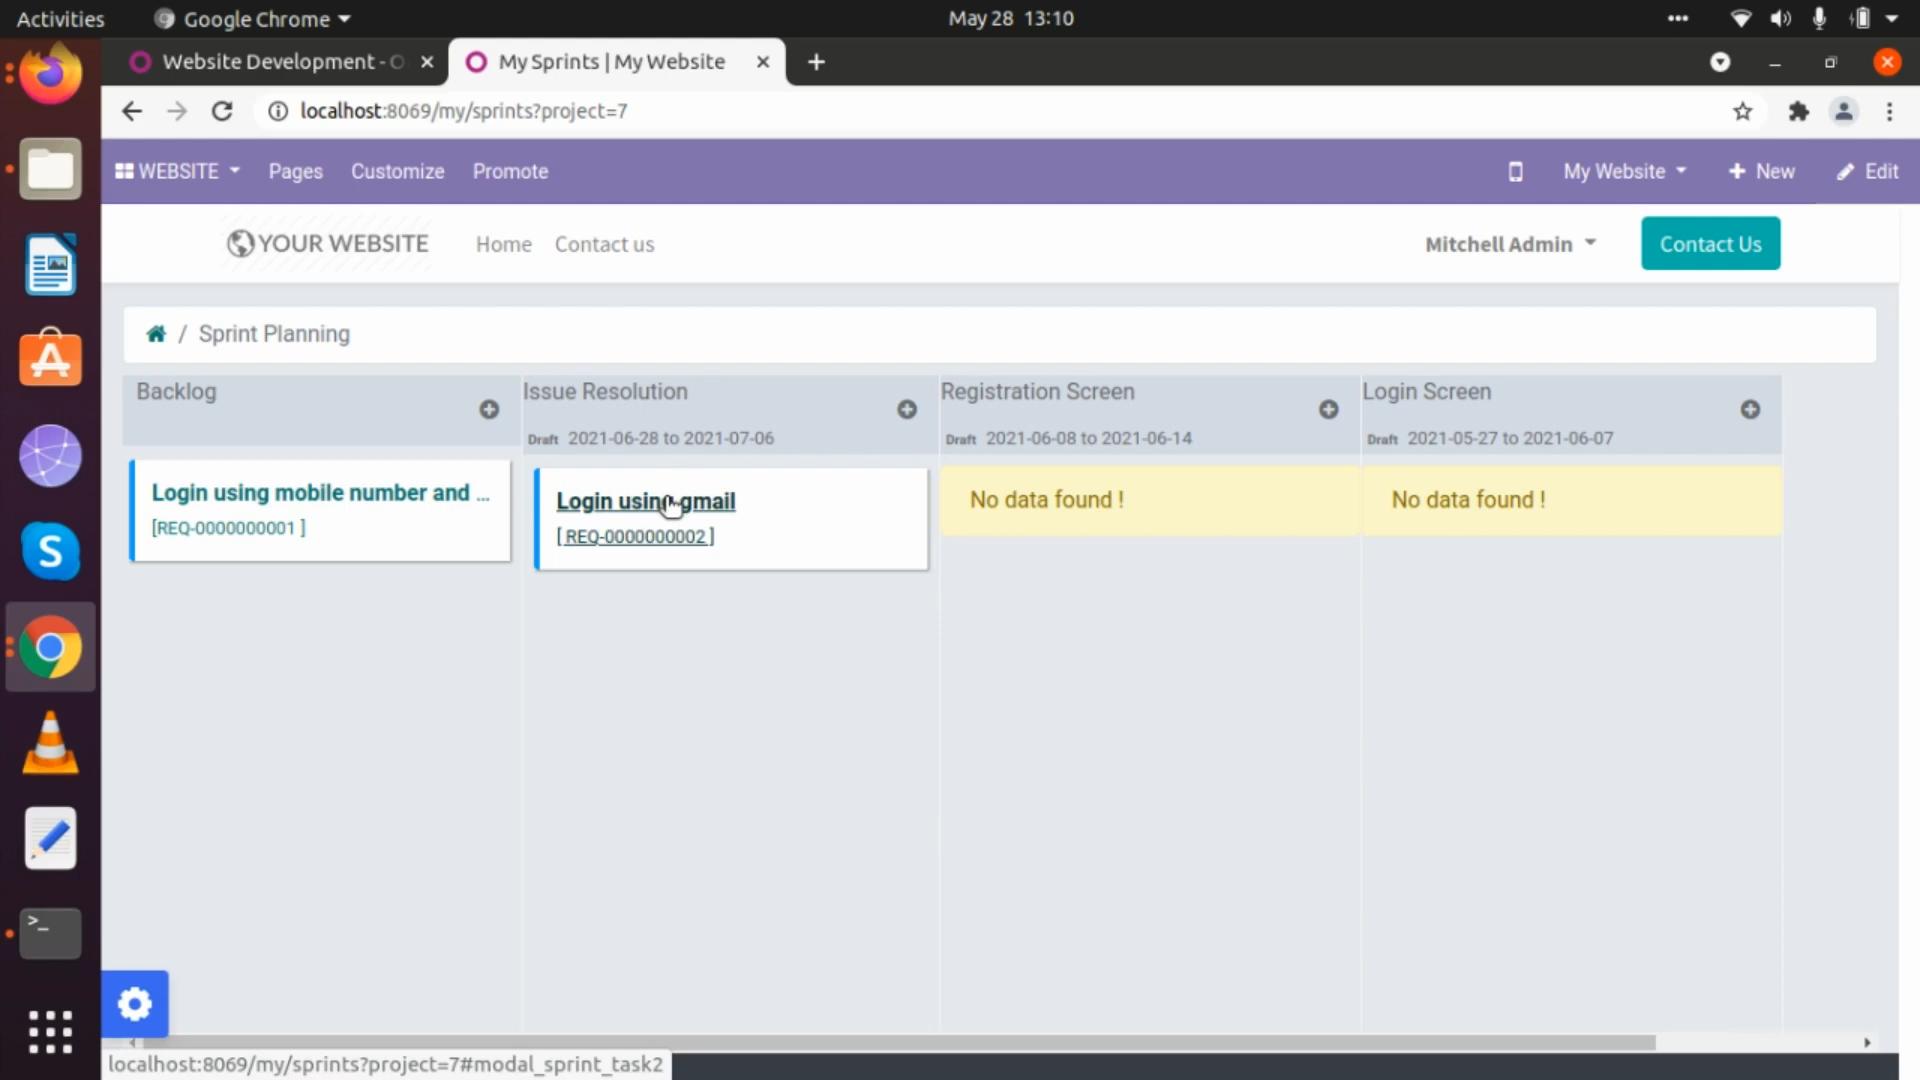 Activities
Google Chrome
May 28 13:10
Website Development - O
My Sprints | My Website
localhost:8069/my/sprints?project=7
WEBSITE
Pages
Customize
Promote
My Website
New
Edit
YOUR WEBSITE
Home
Contact us
Mitchell Admin
Contact Us
/ Sprint Planning
Backlog
Issue Resolution
Draft 2021-06-28 to 2021-07-06
Registration Screen
Draft 2021-06-08 to 2021-06-14
Login Screen
Draft 2021-05-27 to 2021-06-07
Login using mobile number and ...
[REQ-0000000001 ]
Login using gmail
[ REQ-0000000002 ]
No data found !
No data found !
localhost:8069/my/sprints?project=7#modal_sprint_task2